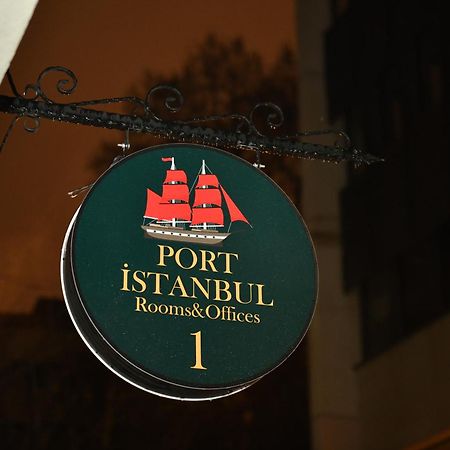 PORT
İSTANBUL
Rooms&Offices
1